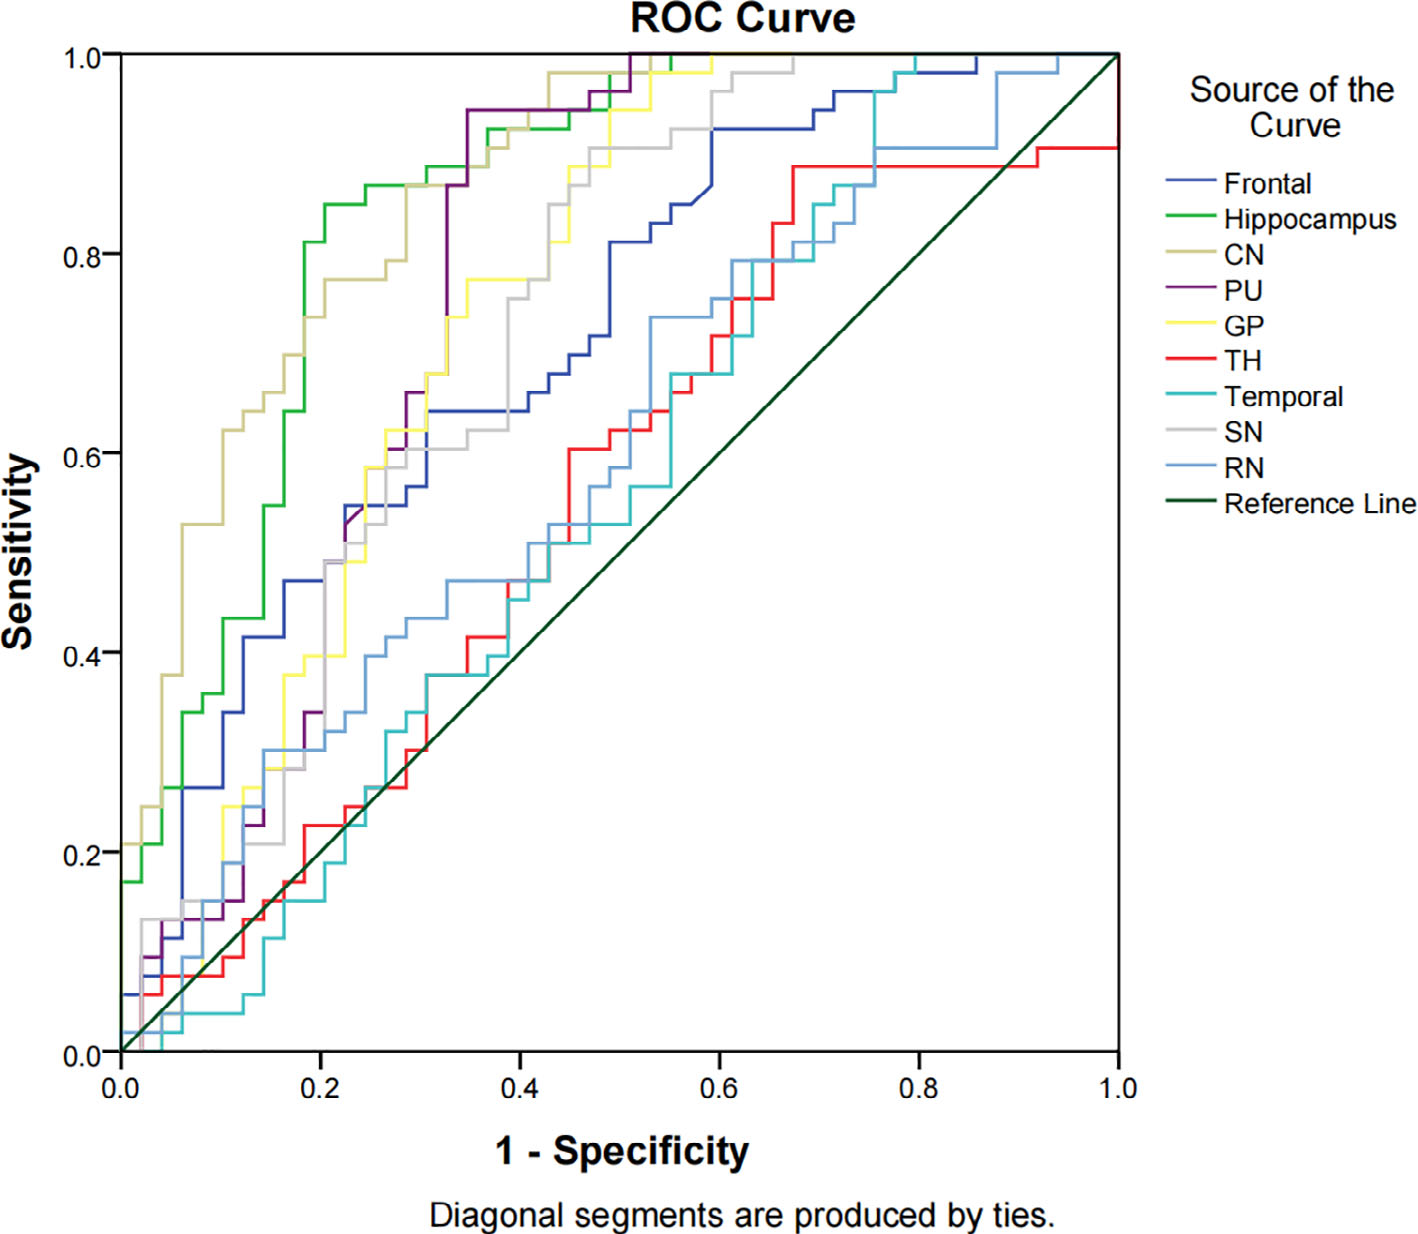 ROC Curve
1.0
0.8
0.6
0.4
0.2
0.0
Sensitivity
0.0 0.2 0.4 0.6 0.8 1.0
1 - Specificity
Diagonal segments are produced by ties.
Source of the
Curve
Frontal
Hippocampus
CN
PU
GP
TH
Temporal
SN
RN
Reference Line